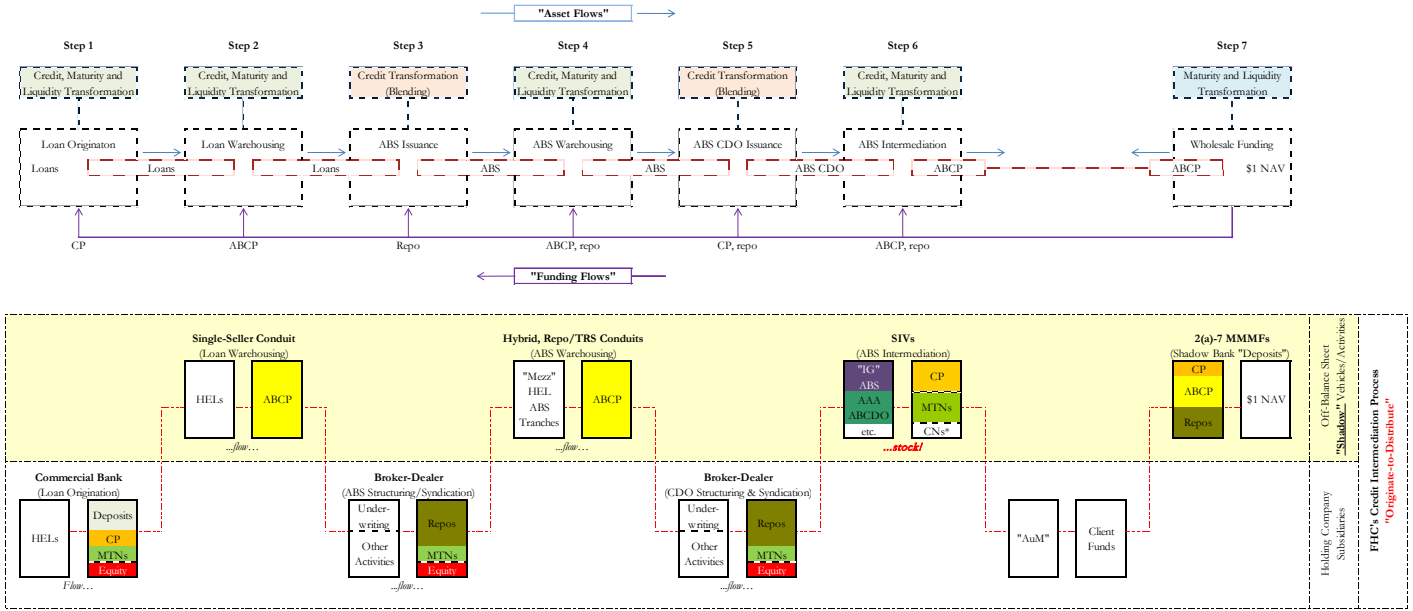 "Asset Flows"
Step 1
Step 2
Step 3
Step 4
Step 5
Step 6
Step 7
Credit, Maturity and
Liquidity Transformation
Credit, Maturity and
Liquidity Transformation
Credit Transformation
(Blending)
Credit, Maturity and
Liquidity Transformation
Credit Transformation
(Blending)
Credit, Maturity and
Liquidity Transformation
Maturity and Liquidity
Transformation
Loan Originaton
Loan Warehousing
ABS Issuance
ABS Warehousing
ABS CDO Issuance
ABS Intermediation
Wholesale Funding
Loans
Loans
Loans
ABS
ABS
ABS CDO
ABCP
ABCP
$1 NAV
CP
ABCP
Repo
ABCP, repo
CP, repo
ABCP, repo
"Funding Flows"
Single-Seller Conduit
(Loan Warehousing)
HELs
ABCP
...flow...
Hybrid, Repo/TRS Conduits
(ABS Warehousing)
"Mezz"
HEL
ABS
Tranches
ABCP
...flow...
SIVs
(ABS Intermediation)
"IG"
ABS
AAA
ABCDO
etc.
CP
MTNs
CNs*
...stock!
2(a)-7 MMMFs
(Shadow Bank "Deposits")
CP
ABCP
Repos
$1 NAV
Off-Balance Sheet
"Shadow" Vehicles/Activities
Commercial Bank
(Loan Origination)
HELs
Deposits
CP
MTNs
Equity
Flow...
Broker-Dealer
(ABS Structuring/Syndication)
Under-
writing
Other
Activities
Repos
MTNs
Equity
...flow...
Broker-Dealer
(CDO Structuring & Syndication)
Under-
writing
Other
Activities
Repos
MTNs
Equity
...flow...
"AuM"
Client
Funds
Holding Company
Subsidiaries
FHC's Credit Intermediation Process
"Originate-to-Distribute"